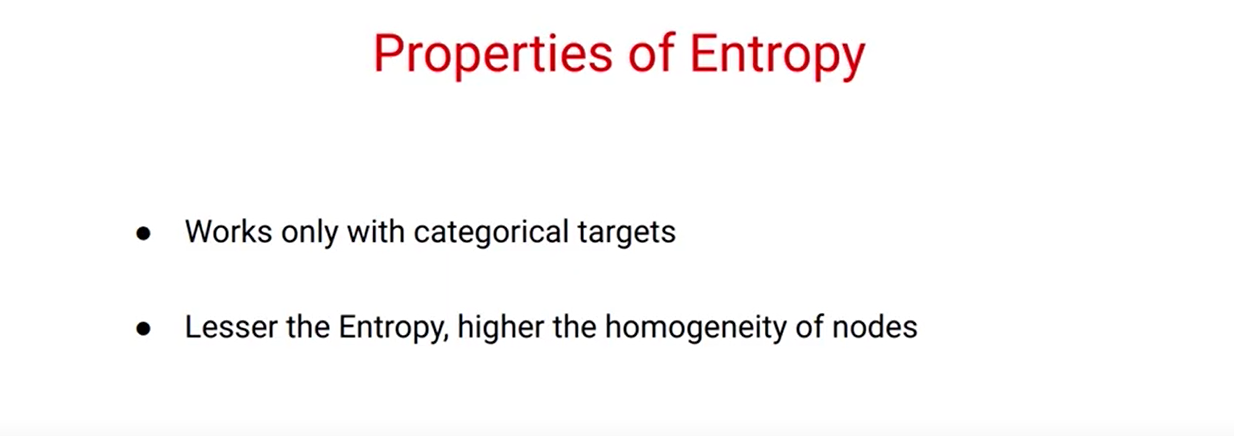 Properties of Entropy
● Works only with categorical targets
● Lesser the Entropy, higher the homogeneity of nodes